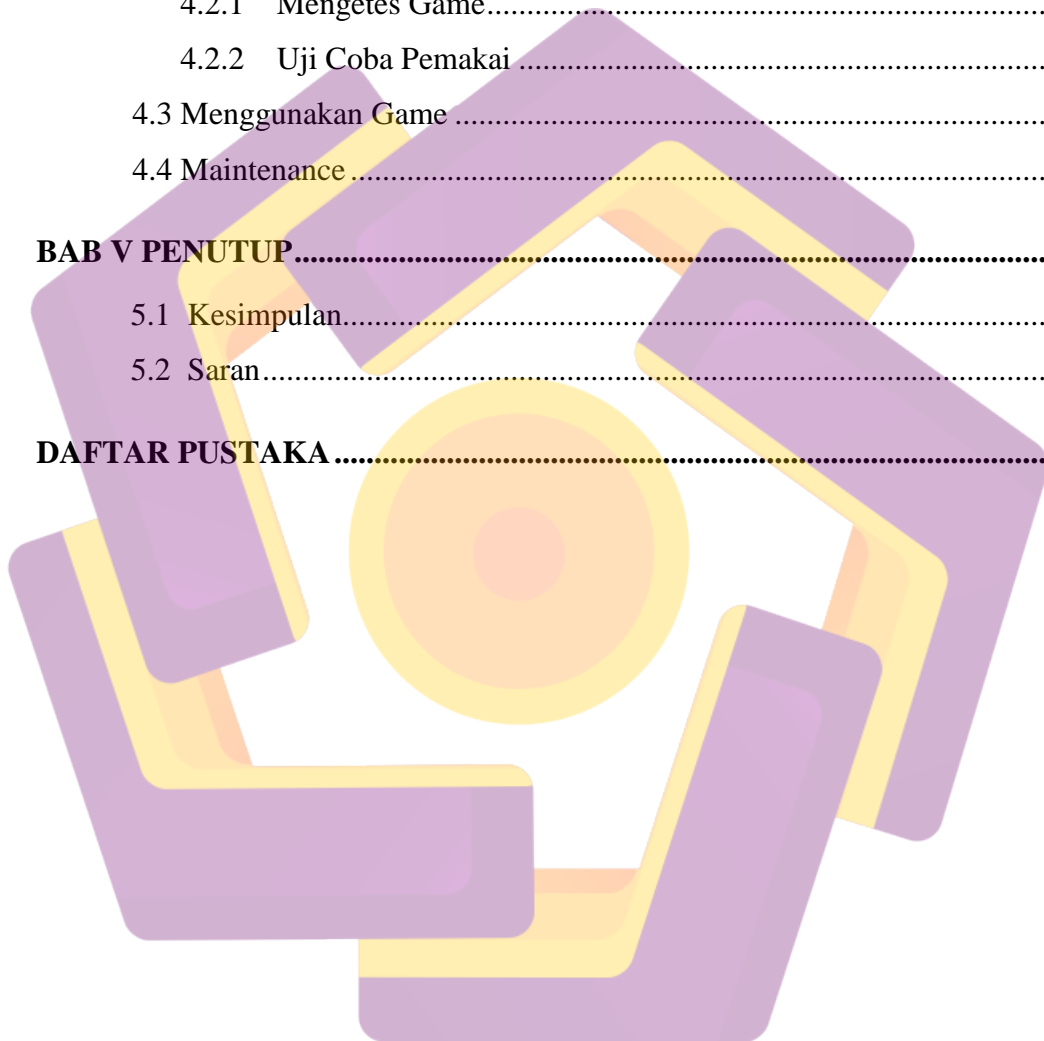 4.2.1 Mengetes Game........................................................................
4.2.2 Uji Coba Pemakai ....................................................................
4.3 Menggunakan Game ..........................................................................
4.4 Maintenance .......................................................................................
BAB V PENUTUP...................................................................................
5.1 Kesimpulan........................................................................................
5.2 Saran..................................................................................................
DAFTAR PUSTAKA ..............................................................................